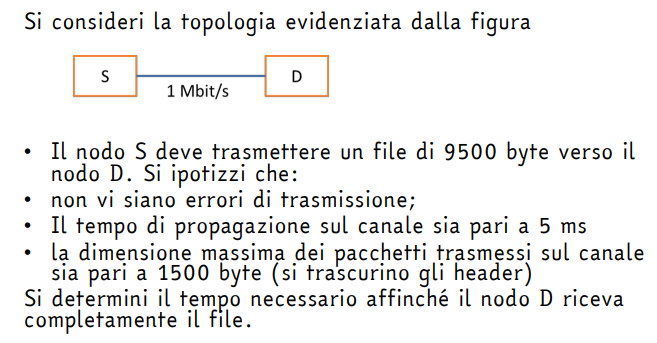 Si consideri la topologia evidenziata dalla figura
S
D
1 Mbit/s
• Il nodo S deve trasmettere un file di 9500 byte verso il
nodo D. Si ipotizzi che:
• non vi siano errori di trasmissione;
• Il tempo di propagazione sul canale sia pari a 5 ms
• la dimensione massima dei pacchetti trasmessi sul canale
sia pari a 1500 byte (si trascurino gli header)
Si determini il tempo necessario affinché il nodo D riceva
completamente il file.